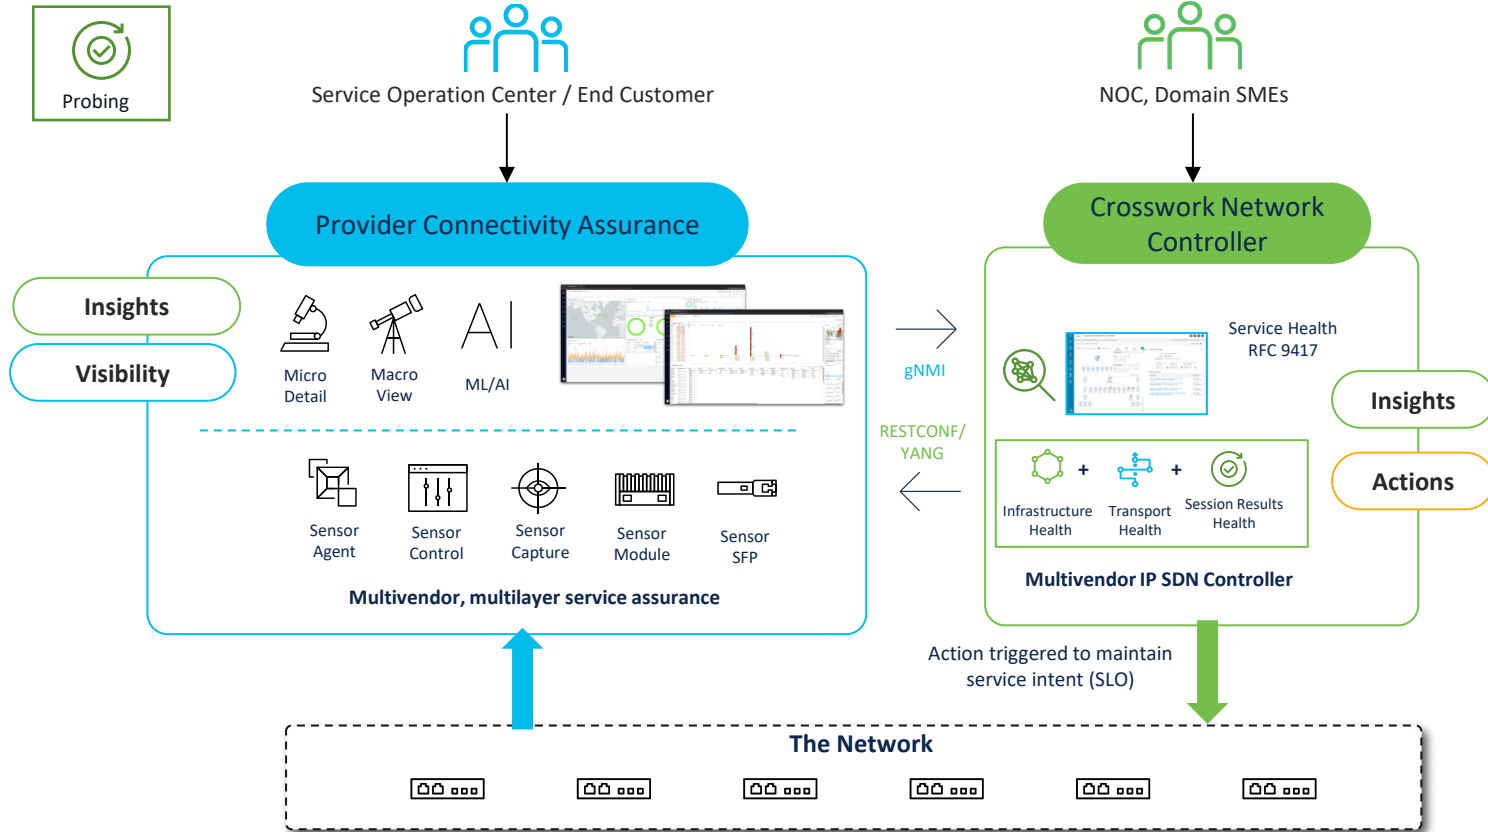 Probing
Service Operation Center / End Customer
NOC, Domain SMEs
Provider Connectivity Assurance
Crosswork Network
Controller
Insights
Visibility
Micro
Detail
Macro
View
AI
ML/AI
gNMI
RESTCONF/
YANG
Service Health
RFC 9417
Insights
Actions
Sensor
Agent
Sensor
Control
Sensor
Capture
Sensor
Module
Sensor
SFP
Multivendor, multilayer service assurance
+
+
Infrastructure
Health
Transport
Health
Session Results
Health
Multivendor IP SDN Controller
Action triggered to maintain
service intent (SLO)
The Network